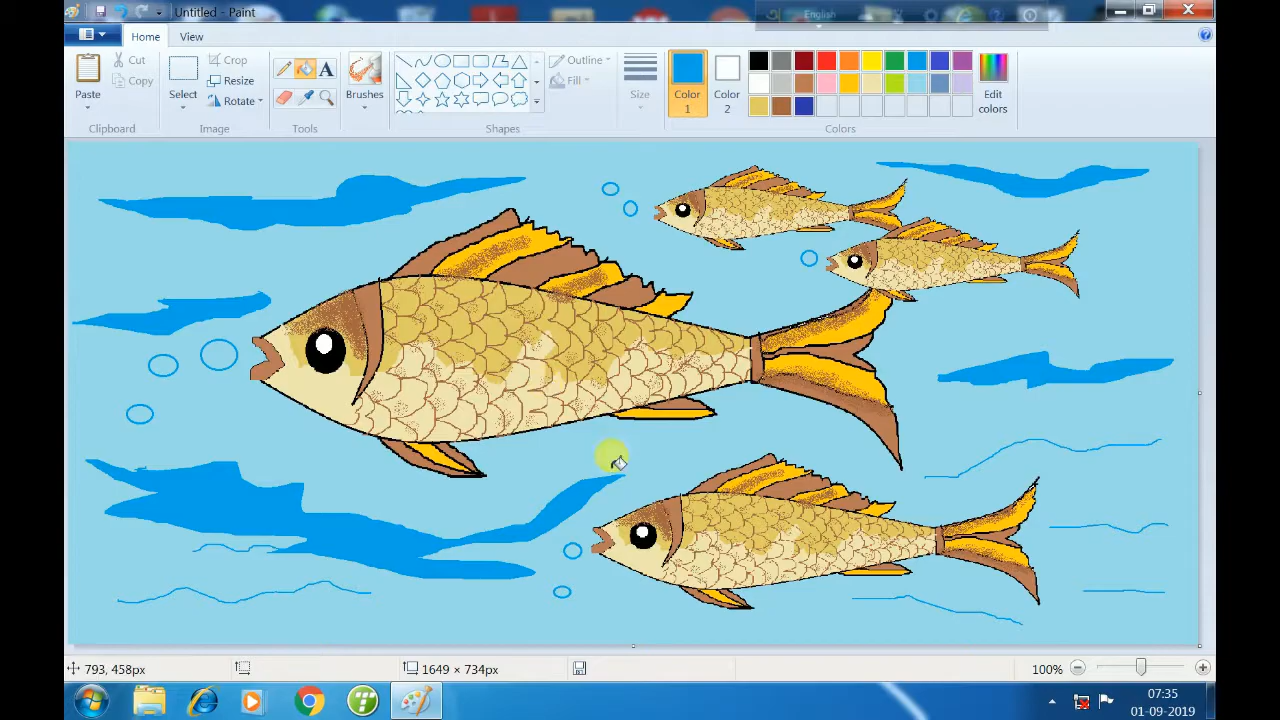 Untitled - Paint
English
Home View
Paste
Cut
Copy
Clipboard
Select
Crop
Resize
Rotate
Image
A
Tools
Brushes
Outline
Fill
Shapes
Size
Color 1
Color 2
Edit colors
Colors
793, 458px
1649 × 734px
100%
07:35
01-09-2019